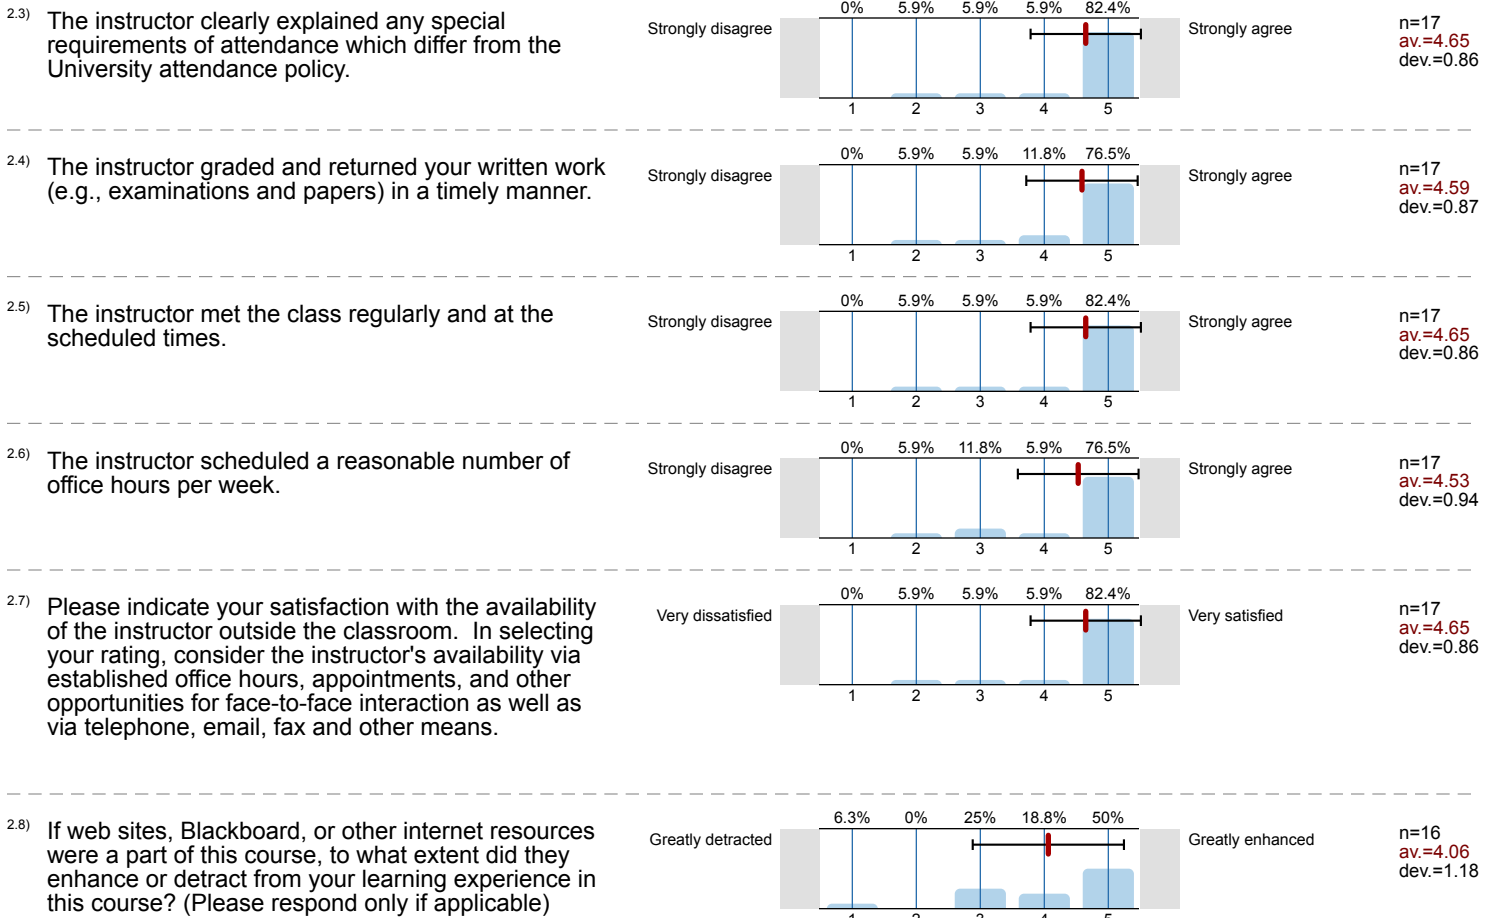 2.3) The instructor clearly explained any special
requirements of attendance which differ from the
University attendance policy.
0% 5.9% 5.9% 5.9% 82.4%
Strongly disagree
Strongly agree
1 2 3 4 5
n=17
av.=4.65
dev.=0.86
2.4) The instructor graded and returned your written work
(e.g., examinations and papers) in a timely manner.
0% 5.9% 5.9% 11.8% 76.5%
Strongly disagree
Strongly agree
1 2 3 4 5
n=17
av.=4.59
dev.=0.87
2.5) The instructor met the class regularly and at the
scheduled times.
0% 5.9% 5.9% 5.9% 82.4%
Strongly disagree
Strongly agree
1 2 3 4 5
n=17
av.=4.65
dev.=0.86
2.6) The instructor scheduled a reasonable number of
office hours per week.
0% 5.9% 11.8% 5.9% 76.5%
Strongly disagree
Strongly agree
1 2 3 4 5
n=17
av.=4.53
dev.=0.94
2.7) Please indicate your satisfaction with the availability
of the instructor outside the classroom. In selecting
your rating, consider the instructor's availability via
established office hours, appointments, and other
opportunities for face-to-face interaction as well as
via telephone, email, fax and other means.
0% 5.9% 5.9% 5.9% 82.4%
Very dissatisfied
Very satisfied
1 2 3 4 5
n=17
av.=4.65
dev.=0.86
2.8) If web sites, Blackboard, or other internet resources
were a part of this course, to what extent did they
enhance or detract from your learning experience in
this course? (Please respond only if applicable)
6.3% 0% 25% 18.8% 50%
Greatly detracted
Greatly enhanced
1 2 3 4 5
n=16
av.=4.06
dev.=1.18